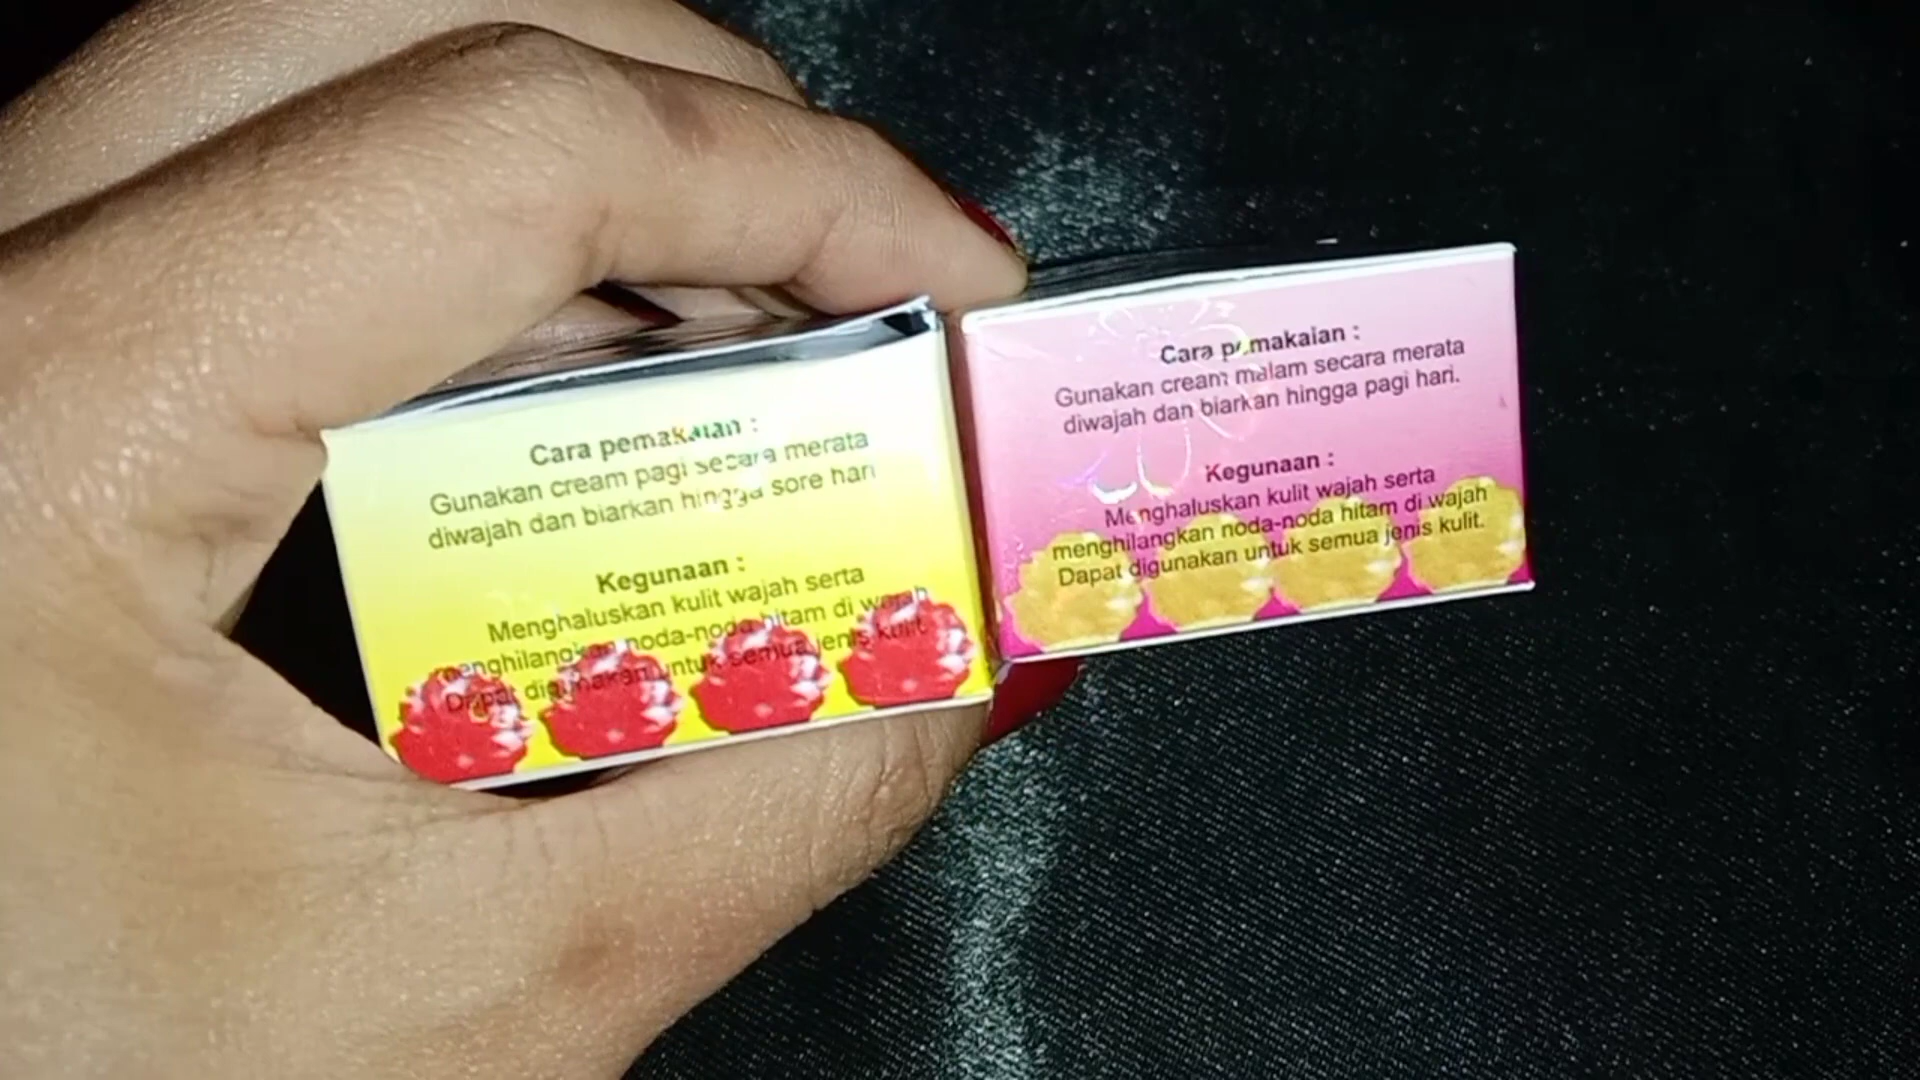 Cara pemakaian :
Gunakan cream pagi secara merata
diwajah dan biarkan hingga sore hari
Kegunaan :
Menghaluskan kulit wajah serta
menghilangkan noda-noda hitam di wajah
Dapat digunakan untuk semua jenis kulit.
Cara pemakaian :
Gunakan cream malam secara merata
diwajah dan biarkan hingga pagi hari.
Kegunaan :
Menghaluskan kulit wajah serta
menghilangkan noda-noda hitam di wajah
Dapat digunakan untuk semua jenis kulit.